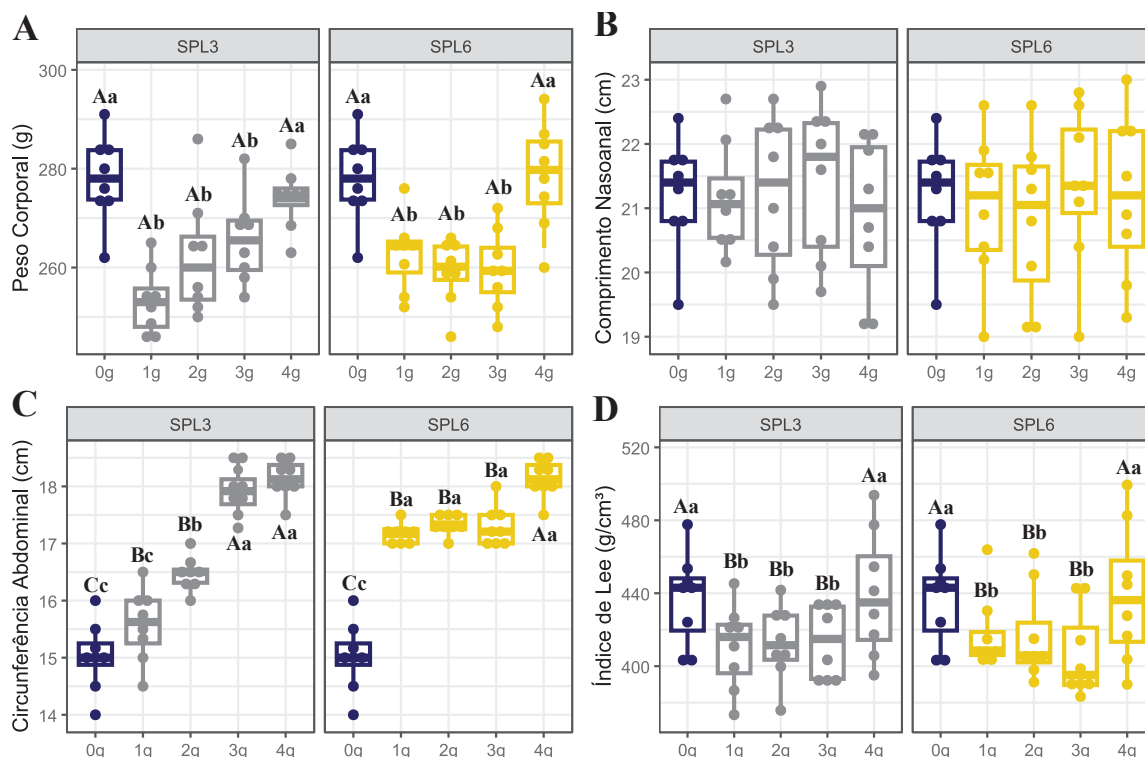 A
SPL3
SPL6
Peso Corporal (g)
300
280
260
Aa
Ab
Ab
Ab
Aa
Aa
Ab
Ab
Ab
Aa
0g
1g
2g
3g
4g
0g
1g
2g
3g
4g
B
SPL3
SPL6
Comprimento Nasoanal (cm)
23
22
21
20
19
0g
1g
2g
3g
4g
0g
1g
2g
3g
4g
C
SPL3
SPL6
Circunferência Abdominal (cm)
18
17
16
15
14
Cc
Bc
Bb
Aa
Aa
Cc
Ba
Ba
Ba
Aa
0g
1g
2g
3g
4g
0g
1g
2g
3g
4g
D
SPL3
SPL6
Índice de Lee (g/cm³)
520
480
440
400
Aa
Bb
Bb
Bb
Aa
Aa
Bb
Bb
Bb
Aa
0g
1g
2g
3g
4g
0g
1g
2g
3g
4g